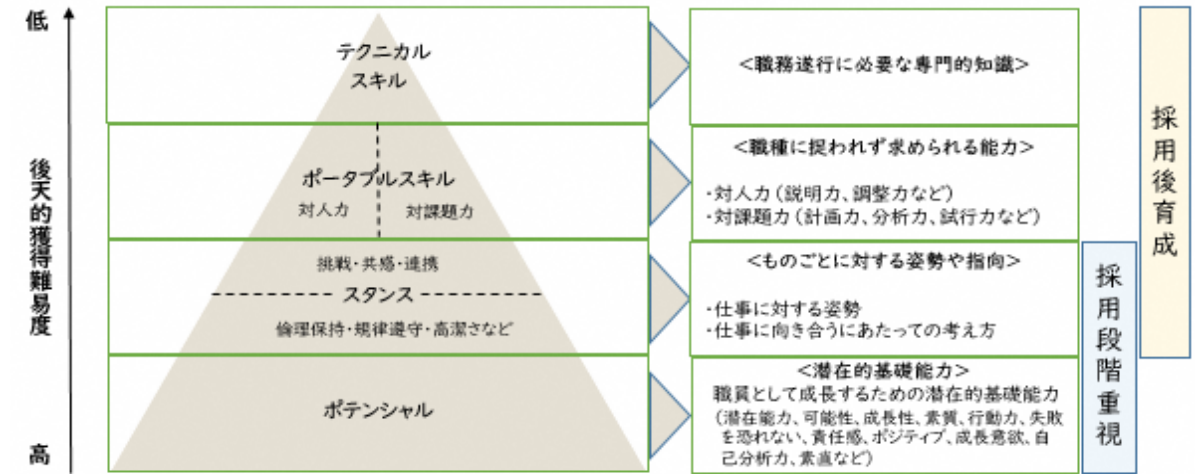 低
後天的獲得難易度
高
テクニカル
スキル
<職務遂行に必要な専門的知識>
ポータブルスキル
対人力 対課題力
<職種に捉われず求められる能力>
・対人力(説明力、調整力など)
・対課題力(計画力、分析力、試行力など)
挑戦・共感・連携
スタンス
倫理保持・規律遵守・高潔さなど
<ものごとに対する姿勢や指向>
・仕事に対する姿勢
・仕事に向き合うにあたっての考え方
ポテンシャル
<潜在的基礎能力>
職員として成長するための潜在的基礎能力
(潜在能力、可能性、成長性、素質、行動力、失敗
を恐れない、責任感、ポジティブ、成長意欲、自
己分析力、素直など)
採用後育成
採用段階重視